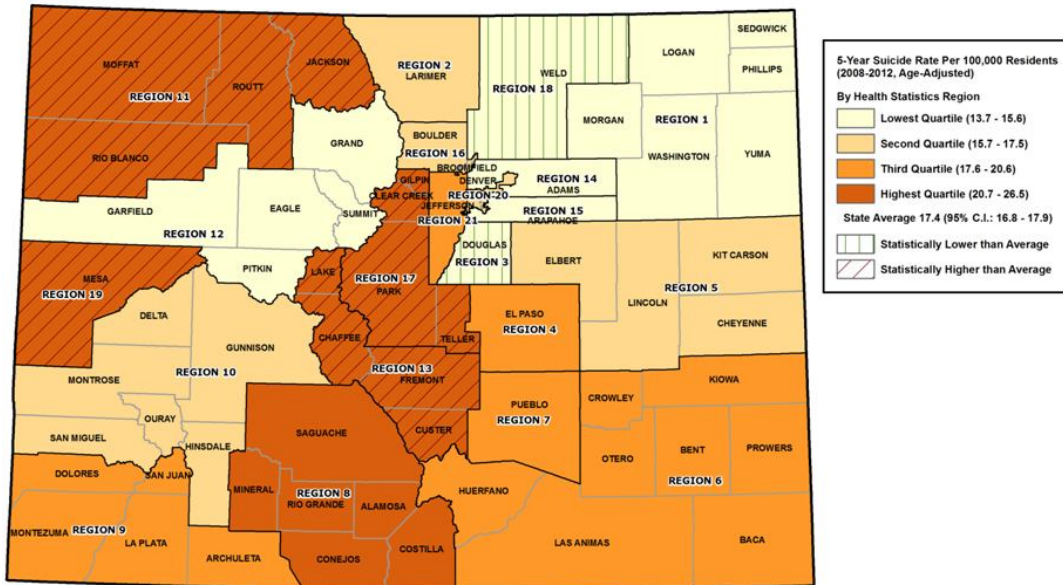 SEDGWICK
LOGAN
PHILLIPS
MOFFAT
JACKSON
REGION 2
LARIMER
WELD
REGION 18
REGION 11
ROUTT
MORGAN
REGION 1
RIO BLANCO
GRAND
BOULDER
REGION 16
WASHINGTON
YUMA
BROOMFIELD
GILPIN
DENVER
REGION 14
ADAMS
CLEAR CREEK
JEFFERSON
REGION 20
GARFIELD
EAGLE
SUMMIT
REGION 21
REGION 15
ARAPAHOE
REGION 12
DOUGLAS
REGION 3
ELBERT
KIT CARSON
PITKIN
MESA
REGION 19
LAKE
REGION 17
PARK
REGION 5
LINCOLN
DELTA
EL PASO
REGION 4
CHEYENNE
GUNNISON
CHAFFEE
TELLER
REGION 10
REGION 13
FREMONT
MONTROSE
KIOWA
CROWLEY
PUEBLO
REGION 7
OURAY
SAGUACHE
CUSTER
SAN MIGUEL
HINSDALE
OTERO
BENT
PROWERS
DOLORES
SAN JUAN
REGION 6
MINERAL
REGION 8
RIO GRANDE
ALAMOSA
HUERFANO
MONTEZUMA
REGION 9
LA PLATA
ARCHULETA
CONEJOS
COSTILLA
LAS ANIMAS
BACA
5-Year Suicide Rate Per 100,000 Residents
(2008-2012, Age-Adjusted)
By Health Statistics Region
Lowest Quartile (13.7 - 15.6)
Second Quartile (15.7 - 17.5)
Third Quartile (17.6 - 20.6)
Highest Quartile (20.7 - 26.5)
State Average 17.4 (95% C.I.: 16.8 - 17.9)
Statistically Lower than Average
Statistically Higher than Average